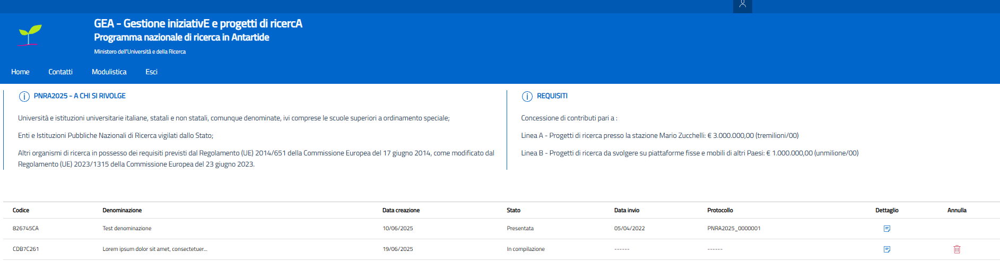 GEA - Gestione iniziativE e progetti di ricercA
Programma nazionale di ricerca in Antartide
Ministero dell'Università e della Ricerca
Home Contatti Modulistica Esci
PNRA2025 - A CHI SI RIVOLGE
Università e istituzioni universitarie italiane, statali e non statali, comunque denominate, ivi comprese le scuole superiori a ordinamento speciale;
Enti e Istituzioni Pubbliche Nazionali di Ricerca vigilati dallo Stato;
Altri organismi di ricerca in possesso dei requisiti previsti dal Regolamento (UE) 2014/651 della Commissione Europea del 17 giugno 2014, come modificato dal
Regolamento (UE) 2023/1315 della Commissione Europea del 23 giugno 2023.
REQUISITI
Concessione di contributi pari a :
Linea A - Progetti di ricerca presso la stazione Mario Zucchelli: € 3.000.000,00 (tremilioni/00)
Linea B - Progetti di ricerca da svolgere su piattaforme fisse e mobili di altri Paesi: € 1.000.000,00 (unmilione/00)
Codice Denominazione Data creazione Stato Data invio Protocollo Dettaglio Annulla
826745CA Test denominazione 10/06/2025 Presentata 05/04/2022 PNRA2025_0000001
CDB7C261 Lorem ipsum dolor sit amet, consectetuer... 19/06/2025 In compilazione ------ ------